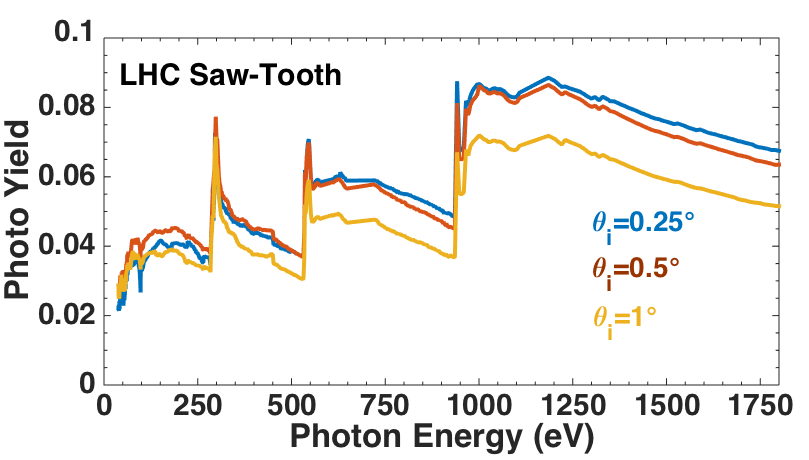 LHC Saw-Tooth
Photo Yield
0.1
0.08
0.06
0.04
0.02
0
θi=0.25°
θi=0.5°
θi=1°
0 250 500 750 1000 1250 1500 1750
Photon Energy (eV)